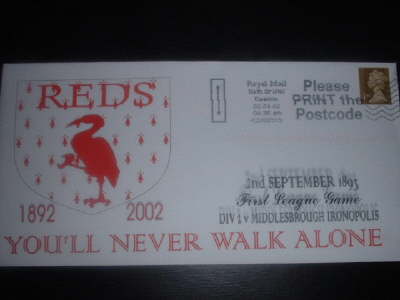 REDS
1892 2002
Royal Mail
Please
PRINT the
Postcode
2nd SEPTEMBER 1893
First League Game
DIV 2 v MIDDLESBROUGH IRONOPOLIS
YOU'LL NEVER WALK ALONE